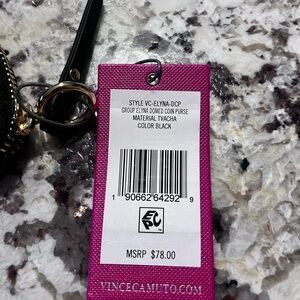 STYLE VC-ELYNA-DCP
GROUP ELYNA DOMED COIN PURSE
MATERIAL TVACHA
COLOR BLACK
1 90662 64292 9
MSRP $78.00
VINCECAMUTO.COM